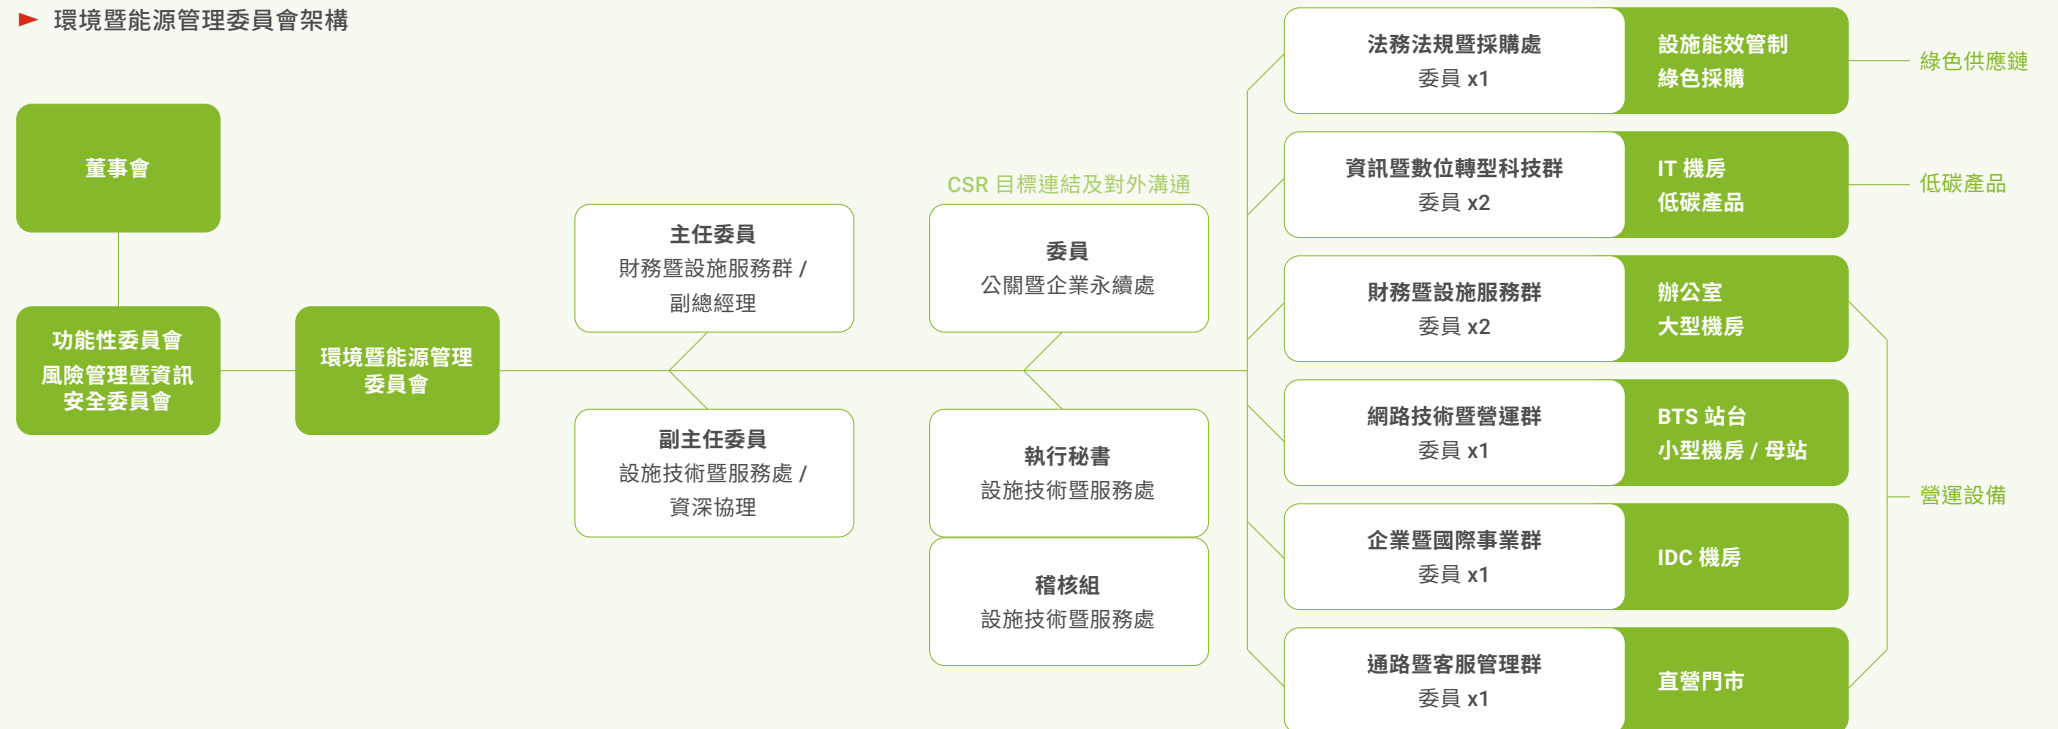 環境暨能源管理委員會架構
董事會
功能性委員會
風險管理暨資訊
安全委員會
環境暨能源管理
委員會
主任委員
財務暨設施服務群 /
副總經理
副主任委員
設施技術暨服務處 /
資深協理
CSR 目標連結及對外溝通
委員
公關暨企業永續處
執行秘書
設施技術暨服務處
稽核組
設施技術暨服務處
法務法規暨採購處
委員 x1
設施能效管制
綠色採購
綠色供應鏈
資訊暨數位轉型科技群
委員 x2
IT 機房
低碳產品
低碳產品
財務暨設施服務群
委員 x2
辦公室
大型機房
網路技術暨營運群
委員 x1
BTS 站台
小型機房 / 母站
營運設備
企業暨國際事業群
委員 x1
IDC 機房
通路暨客服管理群
委員 x1
直營門市